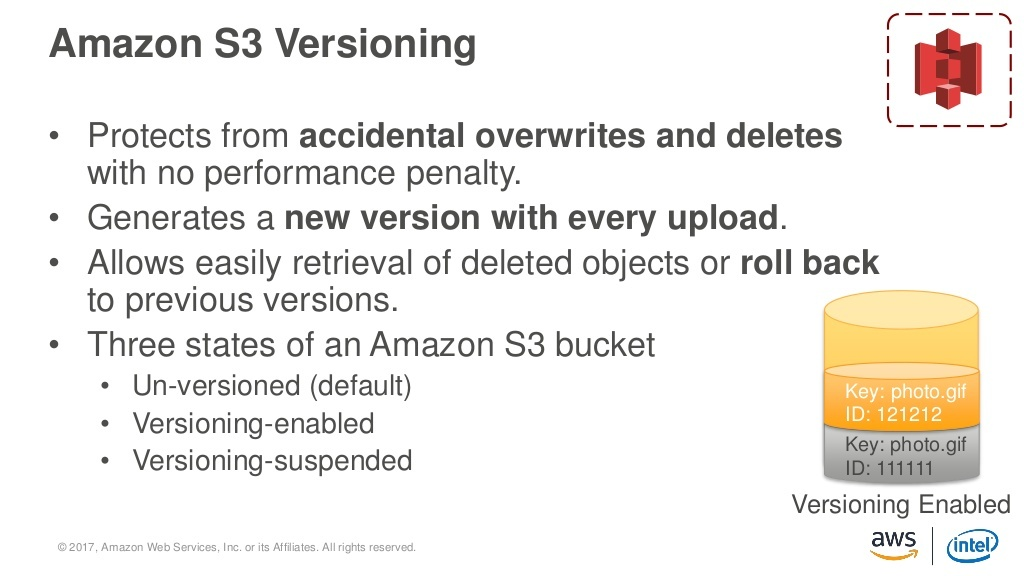 Amazon S3 Versioning
• Protects from accidental overwrites and deletes
with no performance penalty.
• Generates a new version with every upload.
• Allows easily retrieval of deleted objects or roll back
to previous versions.
• Three states of an Amazon S3 bucket
• Un-versioned (default)
• Versioning-enabled
• Versioning-suspended
Key: photo.gif
ID: 121212
Key: photo.gif
ID: 111111
Versioning Enabled
© 2017, Amazon Web Services, Inc. or its Affiliates. All rights reserved.
aws
intel